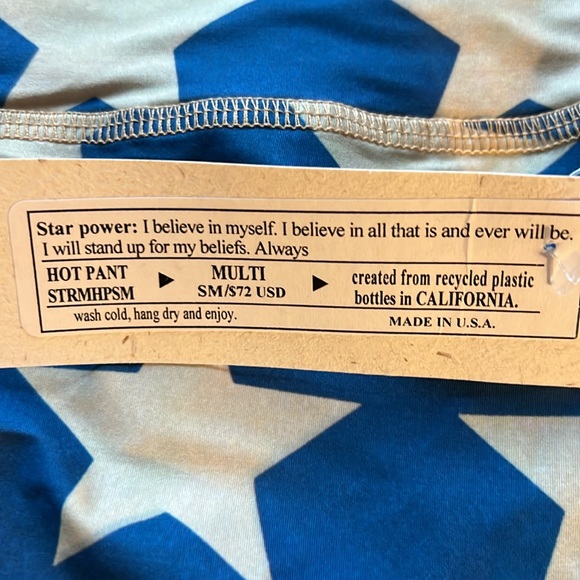 Star power: I believe in myself. I believe in all that is and ever will be.
I will stand up for my beliefs. Always
HOT PANT
STRMHPSM
MULTI
SM/$72 USD
created from recycled plastic
bottles in CALIFORNIA.
wash cold, hang dry and enjoy.
MADE IN U.S.A.